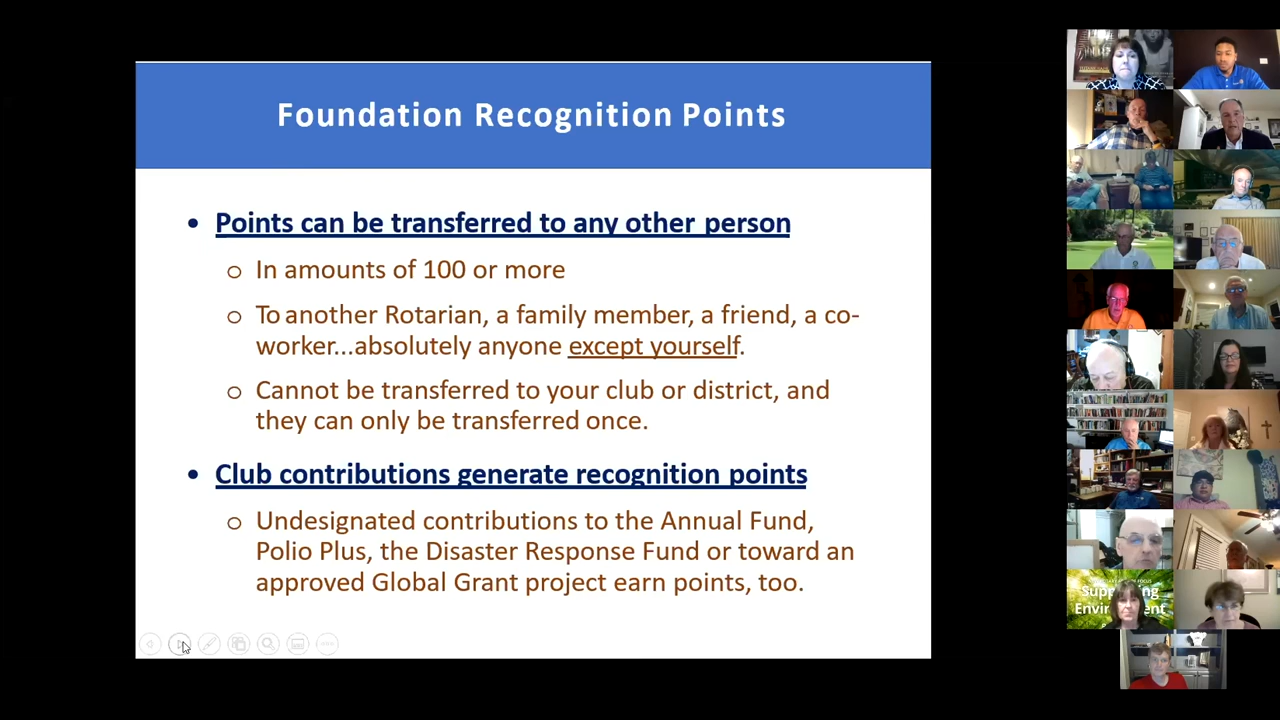 Foundation Recognition Points
• Points can be transferred to any other person
o In amounts of 100 or more
o To another Rotarian, a family member, a friend, a co-
worker...absolutely anyone except yourself.
o Cannot be transferred to your club or district, and
they can only be transferred once.
• Club contributions generate recognition points
o Undesignated contributions to the Annual Fund,
Polio Plus, the Disaster Response Fund or toward an
approved Global Grant project earn points, too.